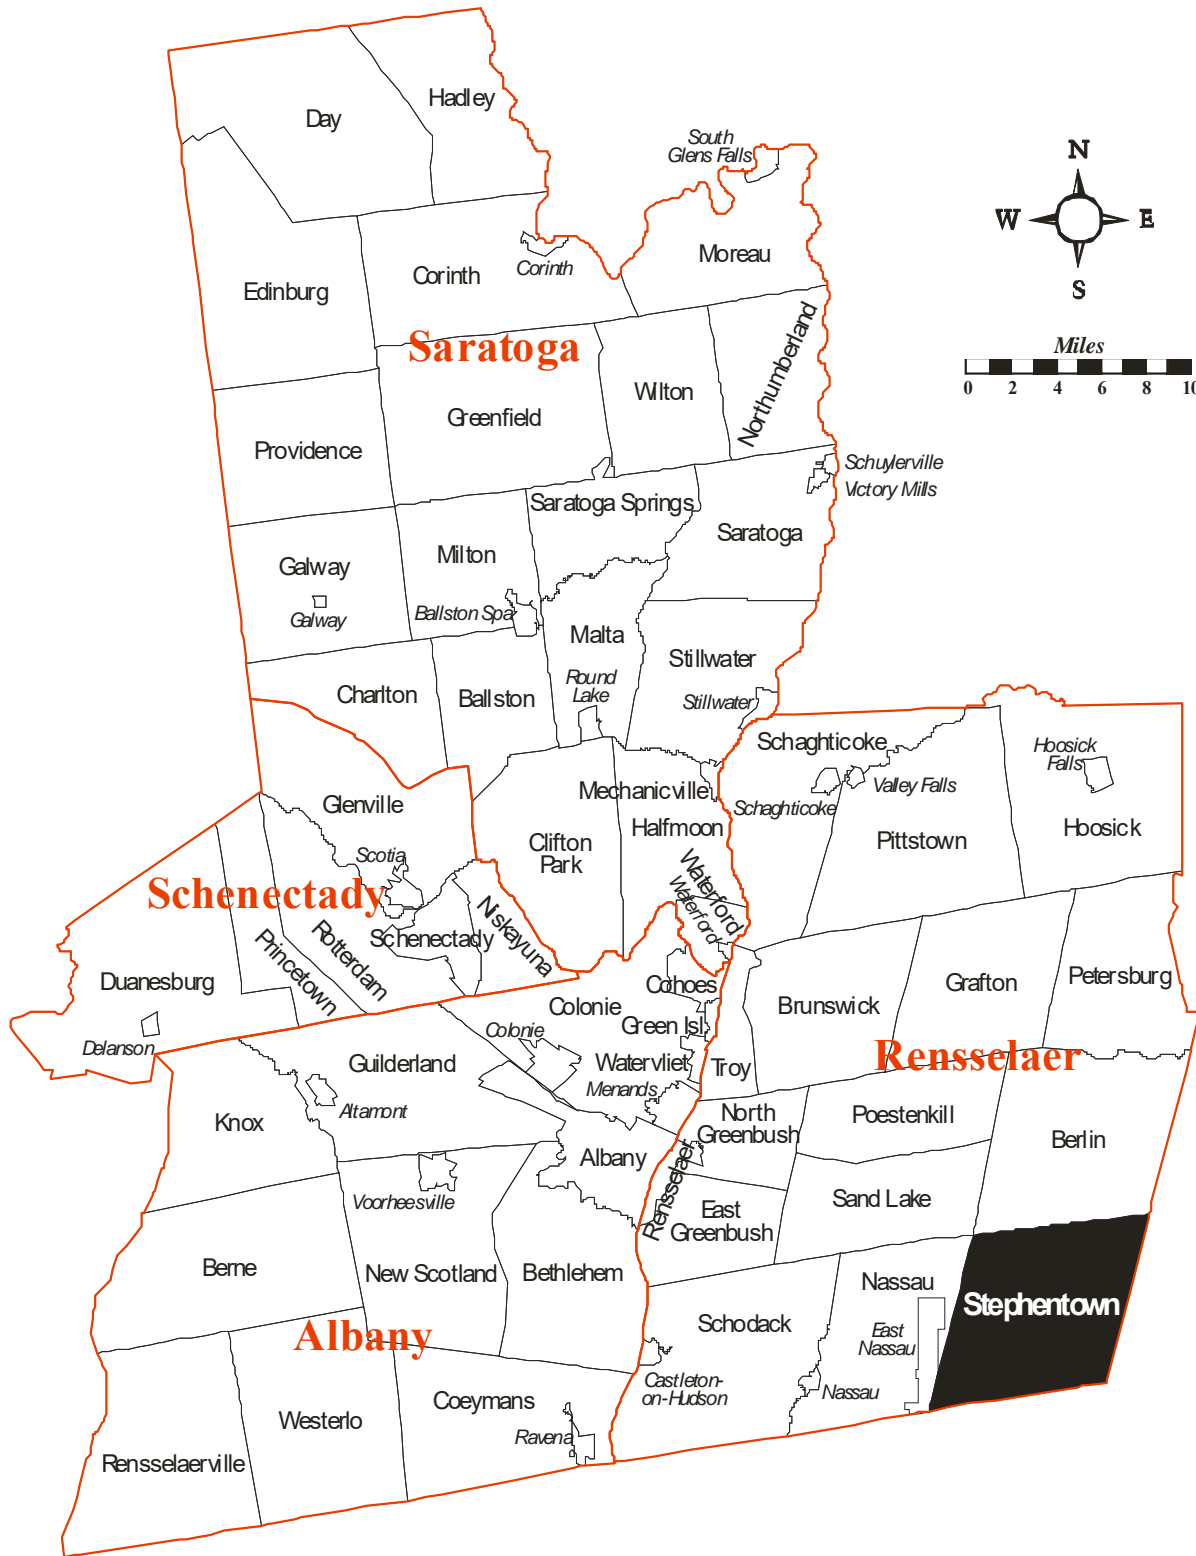 Hadley
Day
South
Glens Falls
N
W
E
S
Moreau
Corinth
Corinth
Edinburg
Saratoga
Northumberland
Miles
0 2 4 6 8 10
Wilton
Greenfield
Providence
Schuylerville
Victory Mills
Saratoga Springs
Saratoga
Milton
Galway
Galway
Ballston Spa
Malta
Stillwater
Round
Lake
Stillwater
Charlton
Ballston
Schaghticoke
Hoosick
Falls
Valley Falls
Schaghticoke
Mechanicville
Glenville
Halfmoon
Hoosick
Pittstown
Clifton
Park
Scotia
Waterford
Waterford
Schenectady
Schenectady
Niskayuna
Rotterdam
Princetown
Duanesburg
Delanson
Cohoes
Colonie
Colonie
Green Isl.
Watervliet
Menands
Troy
Brunswick
Grafton
Petersburg
Rensselaer
Guilderland
Altamont
Knox
North
Greenbush
Poestenkill
Berlin
Albany
Rensselaer
Voorheesville
Sand Lake
East
Greenbush
Berne
New Scotland
Bethlehem
Nassau
Stephentown
Schodack
East
Nassau
Albany
Castleton-
on-Hudson
Nassau
Coeymans
Westerlo
Ravena
Rensselaerville